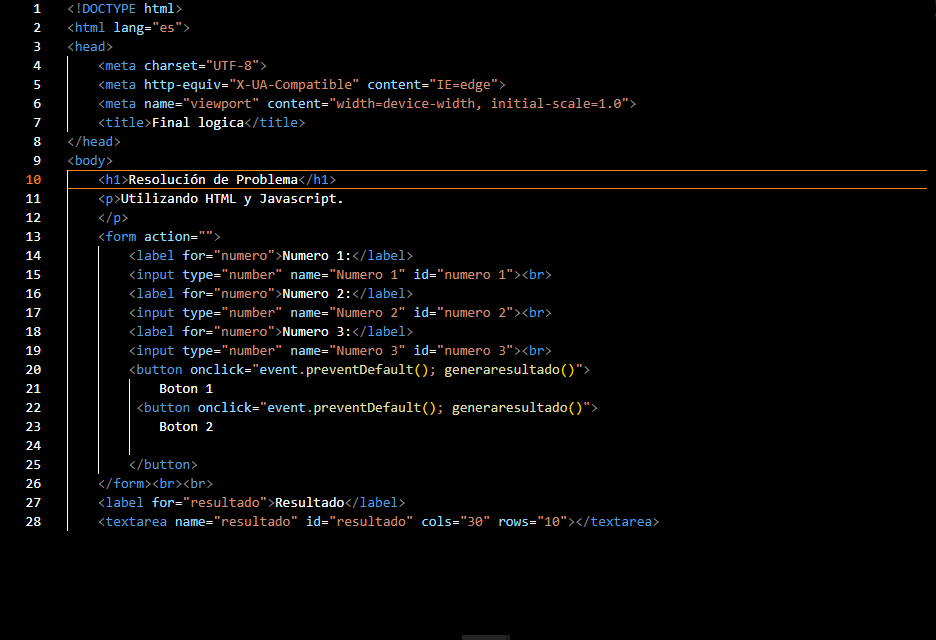 1 <!DOCTYPE html>
2 <html lang="es">
3 <head>
4     <meta charset="UTF-8">
5     <meta http-equiv="X-UA-Compatible" content="IE=edge">
6     <meta name="viewport" content="width=device-width, initial-scale=1.0">
7     <title>Final logica</title>
8 </head>
9 <body>
10     <h1>Resolución de Problema</h1>
11     <p>Utilizando HTML y Javascript.
12     </p>
13     <form action="">
14         <label for="numero">Numero 1:</label>
15         <input type="number" name="Numero 1" id="numero 1"><br>
16         <label for="numero">Numero 2:</label>
17         <input type="number" name="Numero 2" id="numero 2"><br>
18         <label for="numero">Numero 3:</label>
19         <input type="number" name="Numero 3" id="numero 3"><br>
20         <button onclick="event.preventDefault(); generaresultado()">
21             Boton 1
22          <button onclick="event.preventDefault(); generaresultado()">
23             Boton 2
24
25         </button>
26     </form><br><br>
27     <label for="resultado">Resultado</label>
28     <textarea name="resultado" id="resultado" cols="30" rows="10"></textarea>